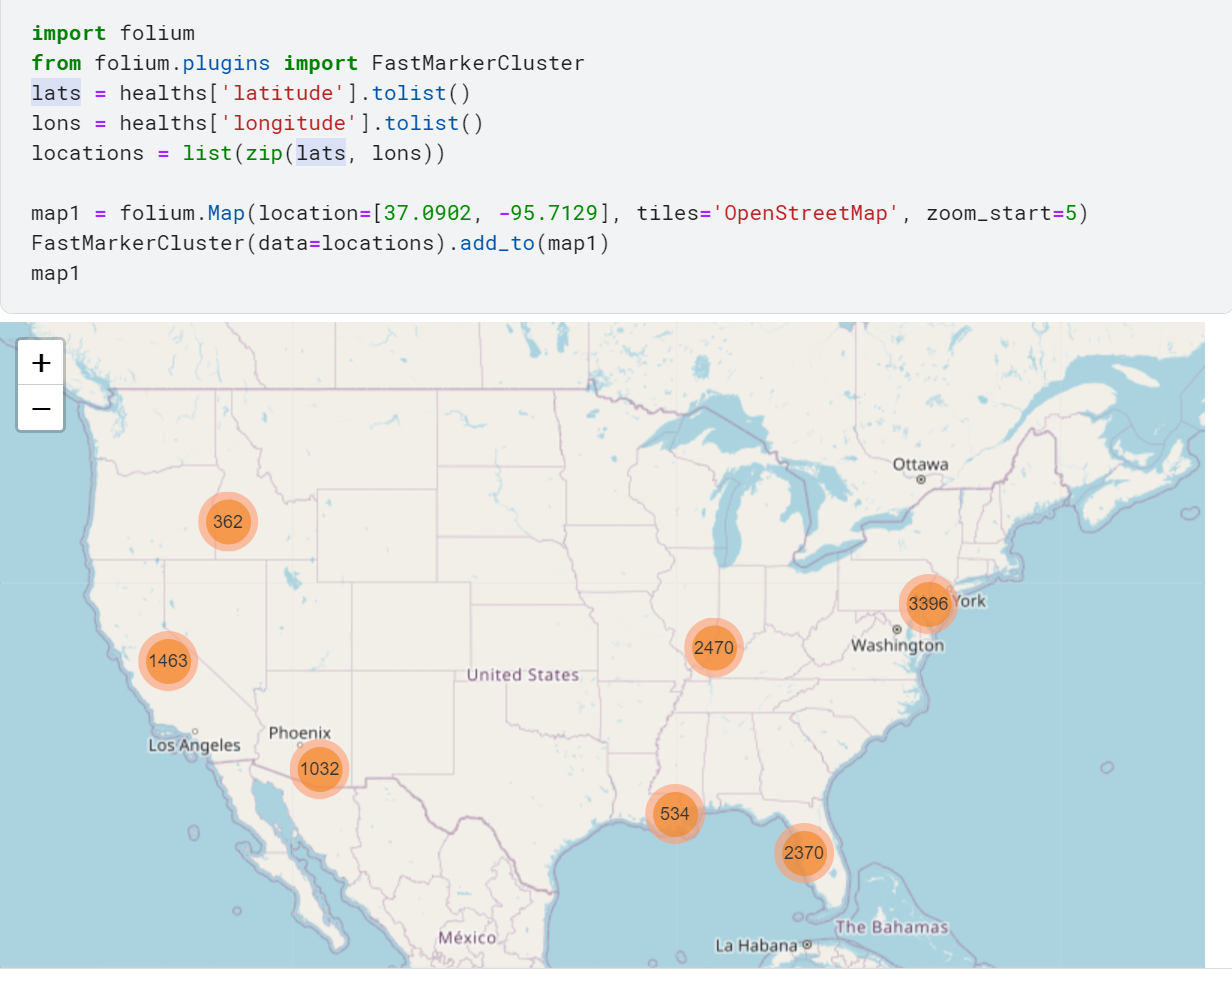 import folium
from folium.plugins import FastMarkerCluster
lats = healths['latitude'].tolist()
lons = healths['longitude'].tolist()
locations = list(zip(lats, lons))
map1 = folium.Map(location=[37.0902, -95.7129], tiles='OpenStreetMap', zoom_start=5)
FastMarkerCluster(data=locations).add_to(map1)
map1
+
−
Ottawa
362
3396 York
2470
Washington
1463
United States
Phoenix
Los Angeles
1032
534
2370
The Bahamas
México
La Habana